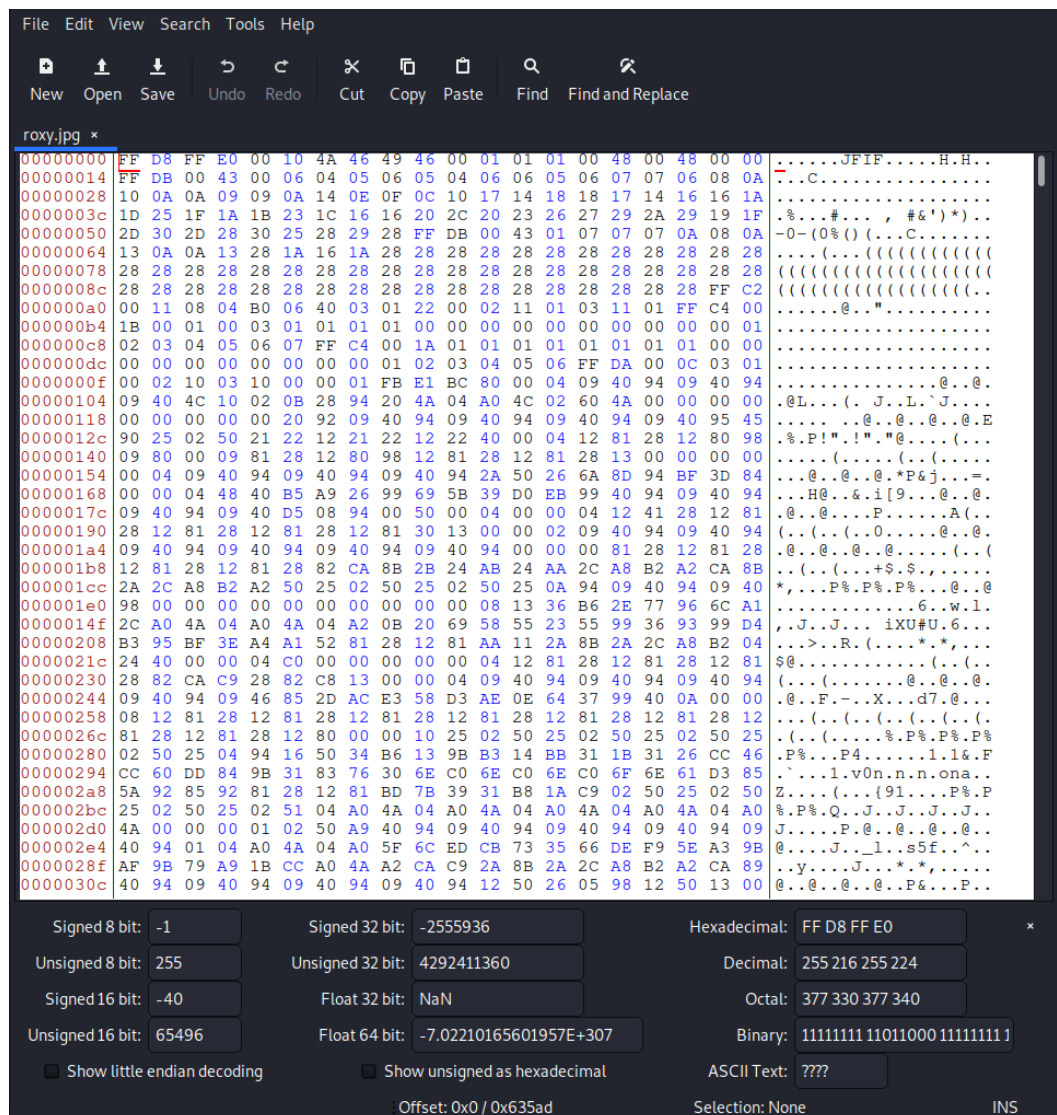 File Edit View Search Tools Help
New Open Save Undo Redo Cut Copy Paste Find Find and Replace
roxy.jpg ×
00000000 FF D8 FF E0 00 10 4A 46 49 46 00 01 01 01 00 48 00 48 00 00 ......JFIF.....H.H..
00000014 FF DB 00 43 00 06 04 05 06 05 04 06 06 05 06 07 07 06 08 0A ...C................
00000028 10 0A 0A 09 09 0A 14 0E 0F 0C 10 17 14 18 18 17 14 16 16 1A ....................
0000003c 1D 25 1F 1A 1B 23 1C 16 16 20 2C 20 23 26 27 29 2A 29 19 1F .%...#... , #&')*)..
00000050 2D 30 2D 28 30 25 28 29 28 FF DB 00 43 01 07 07 07 0A 08 0A -0-(0%()(...C.......
00000064 13 0A 0A 13 28 1A 16 1A 28 28 28 28 28 28 28 28 28 28 28 28 ....(...((((((((((((
00000078 28 28 28 28 28 28 28 28 28 28 28 28 28 28 28 28 28 28 28 28 ((((((((((((((((((((
0000008c 28 28 28 28 28 28 28 28 28 28 28 28 28 28 28 28 28 28 FF C2 ((((((((((((((((((..
000000a0 00 11 08 04 B0 06 40 03 01 22 00 02 11 01 03 11 01 FF C4 00 ......@.."..........
000000b4 1B 00 01 00 03 01 01 01 01 00 00 00 00 00 00 00 00 00 00 01 ....................
000000c8 02 03 04 05 06 07 FF C4 00 1A 01 01 01 01 01 01 01 01 00 00 ....................
000000dc 00 00 00 00 00 00 00 00 01 02 03 04 05 06 FF DA 00 0C 03 01 ....................
0000000f 00 02 10 03 10 00 00 01 FB E1 BC 80 00 04 09 40 94 09 40 94 ...............@..@.
00000104 09 40 4C 10 02 0B 28 94 20 4A 04 A0 4C 02 60 4A 00 00 00 00 .@L...(. J..L.`J....
00000118 00 00 00 00 20 92 09 40 94 09 40 94 09 40 94 09 40 95 45 .... ..@..@..@..@.E
0000012c 90 25 02 50 21 22 12 21 22 12 22 40 00 04 12 81 28 12 80 98 .%.P!".!"."@....(...
00000140 09 80 00 09 81 28 12 80 98 12 81 28 12 81 28 13 00 00 00 00 .....(.....(..(.....
00000154 00 04 09 40 94 09 40 94 09 40 94 2A 50 26 6A 8D 94 BF 3D 84 ...@..@..@.*P&j...=.
00000168 00 00 04 48 40 B5 A9 26 99 69 5B 39 D0 EB 99 40 94 09 40 94 ...H@..&.i[9...@..@.
0000017c 09 40 94 09 40 D5 08 94 00 50 00 04 00 00 04 12 41 28 12 81 .@..@....P......A(..
00000190 28 12 81 28 12 81 28 12 81 30 13 00 00 02 09 40 94 09 40 94 (..(..(..0.....@..@.
000001a4 09 40 94 09 40 94 09 40 94 09 40 94 00 00 00 81 28 12 81 28 .@..@..@..@.....(..(
000001b8 12 81 28 12 81 28 82 CA 8B 2B 24 AB 24 AA 2C A8 B2 A2 CA 8B ..(..(...+$.$.,.....
000001cc 2A 2C A8 B2 A2 50 25 02 50 25 02 50 25 0A 94 09 40 94 09 40 *,...P%.P%.P%...@..@
000001e0 98 00 00 00 00 00 00 00 00 00 00 08 13 36 B6 2E 77 96 6C A1 .............6..w.l.
0000014f 2C A0 4A 04 A0 4A 04 A2 0B 20 69 58 55 23 55 99 36 93 99 D4 ,.J..J... iXU#U.6...
00000208 B3 95 BF 3E A4 A1 52 81 28 12 81 AA 11 2A 8B 2A 2C A8 B2 04 ...>..R.(....*.*,...
0000021c 24 40 00 00 04 C0 00 00 00 00 00 04 12 81 28 12 81 28 12 81 $@............(..(..
00000230 28 82 CA C9 28 82 C8 13 00 00 04 09 40 94 09 40 94 09 40 94 (...(.......@..@..@.
00000244 09 40 94 09 46 85 2D AC E3 58 D3 AE 0E 64 37 99 40 0A 00 00 .@..F.-..X...d7.@...
00000258 08 12 81 28 12 81 28 12 81 28 12 81 28 12 81 28 12 81 28 12 ...(..(..(..(..(..(.
0000026c 81 28 12 81 28 12 80 00 00 10 25 02 50 25 02 50 25 02 50 25 .(..(.....%.P%.P%.P%
00000280 02 50 25 04 94 16 50 34 B6 13 9B B3 14 BB 31 1B 31 26 CC 46 .P%...P4......1.1&.F
00000294 CC 60 DD 84 9B 31 83 76 30 6E C0 6E C0 6E C0 6F 6E 61 D3 85 .`...1.v0n.n.n.ona..
000002a8 5A 92 85 92 81 28 12 81 BD 7B 39 31 B8 1A C9 02 50 25 02 50 Z....(...{91....P%.P
000002bc 25 02 50 25 02 51 04 A0 4A 04 A0 4A 04 A0 4A 04 A0 4A 04 A0 %.P%.Q..J..J..J..J..
000002d0 4A 00 00 00 01 02 50 A9 40 94 09 40 94 09 40 94 09 40 94 09 J.....P.@..@..@..@..
000002e4 40 94 01 04 A0 4A 04 A0 5F 6C ED CB 73 35 66 DE F9 5E A3 9B @....J.._l..s5f..^..
0000028f AF 9B 79 A9 1B CC A0 4A A2 CA C9 2A 8B 2A 2C A8 B2 A2 CA 89 ..y....J...*.*,.....
0000030c 40 94 09 40 94 09 40 94 09 40 94 12 50 26 05 98 12 50 13 00 @..@..@..@..P&...P..
Signed 8 bit: -1 Signed 32 bit: -2555936 Hexadecimal: FF D8 FF E0 ×
Unsigned 8 bit: 255 Unsigned 32 bit: 4292411360 Decimal: 255 216 255 224
Signed 16 bit: -40 Float 32 bit: NaN Octal: 377 330 377 340
Unsigned 16 bit: 65496 Float 64 bit: -7.02210165601957E+307 Binary: 11111111 11011000 11111111 1
Show little endian decoding Show unsigned as hexadecimal ASCII Text: ????
Offset: 0x0 / 0x635ad Selection: None INS